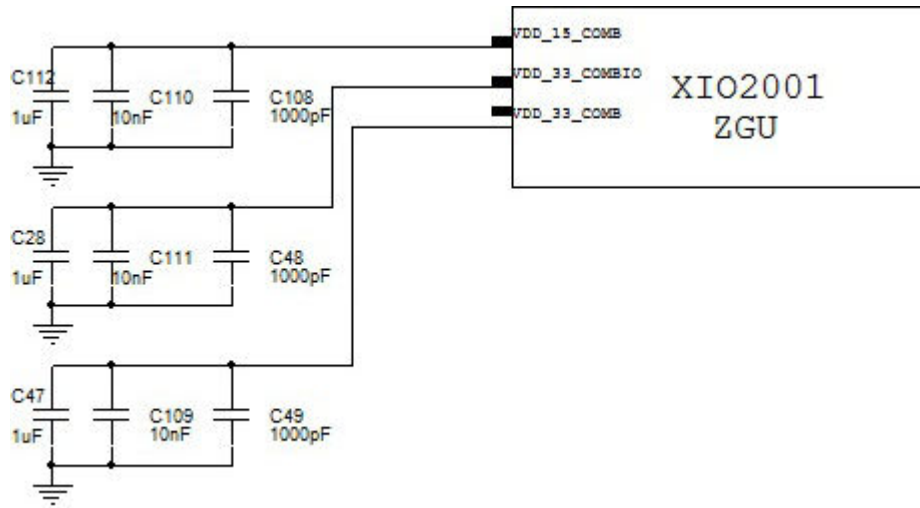 VDD_15_COMB
VDD_33_COMBIO
VDD_33_COMB
XIO2001
ZGU
C112
1uF
C110
10nF
C108
1000pF
C28
1uF
C111
10nF
C48
1000pF
C47
1uF
C109
10nF
C49
1000pF